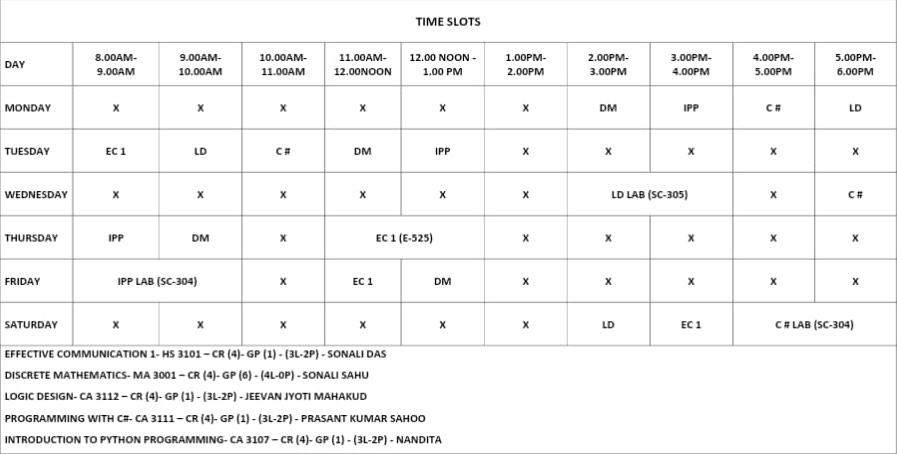 TIME SLOTS
DAY 8.00AM-9.00AM 9.00AM-10.00AM 10.00AM-11.00AM 11.00AM-12.00NOON 12.00 NOON - 1.00 PM 1.00PM-2.00PM 2.00PM-3.00PM 3.00PM-4.00PM 4.00PM-5.00PM 5.00PM-6.00PM
MONDAY X X X X X X DM IPP C # LD
TUESDAY EC 1 LD C # DM IPP X X X X X
WEDNESDAY X X X X X X LD LAB (SC-305) X C #
THURSDAY IPP DM X EC 1 (E-525) X X X X X
FRIDAY IPP LAB (SC-304) X EC 1 DM X X X X X
SATURDAY X X X X X X LD EC 1 C # LAB (SC-304)
EFFECTIVE COMMUNICATION 1- HS 3101 – CR (4)- GP (1) - (3L-2P) - SONALI DAS
DISCRETE MATHEMATICS- MA 3001 – CR (4)- GP (6) - (4L-0P) - SONALI SAHU
LOGIC DESIGN- CA 3112 – CR (4)- GP (1) - (3L-2P) - JEEVAN JYOTI MAHAKUD
PROGRAMMING WITH C#- CA 3111 – CR (4)- GP (1) - (3L-2P) - PRASANT KUMAR SAHOO
INTRODUCTION TO PYTHON PROGRAMMING- CA 3107 – CR (4)- GP (1) - (3L-2P) - NANDITA